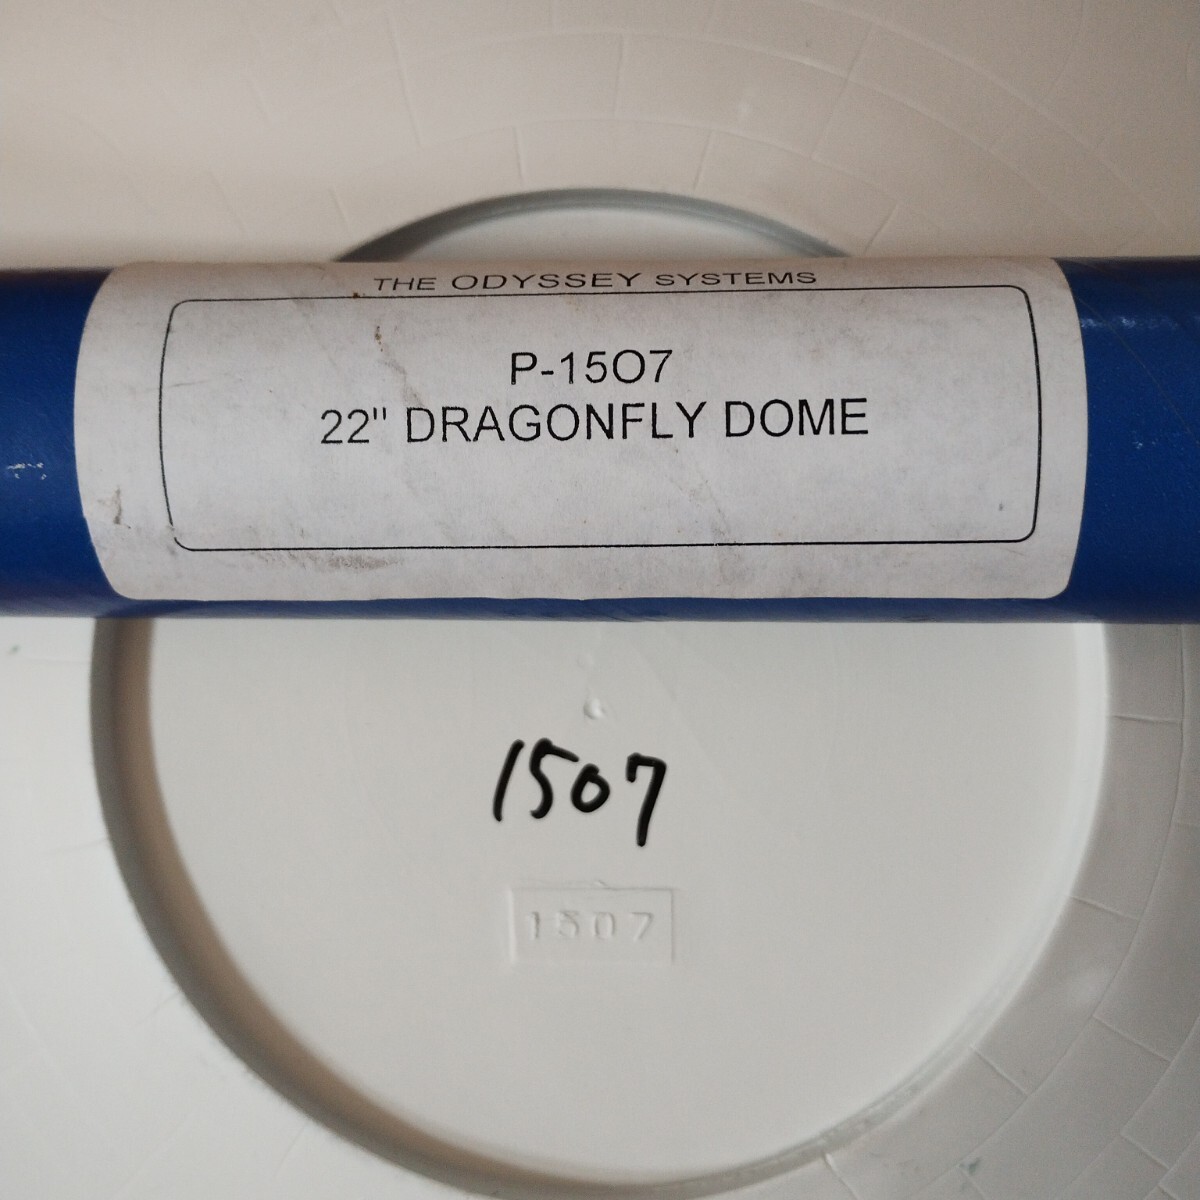 THE ODYSSEY SYSTEMS
P-15O7
22" DRAGONFLY DOME
1507
1507